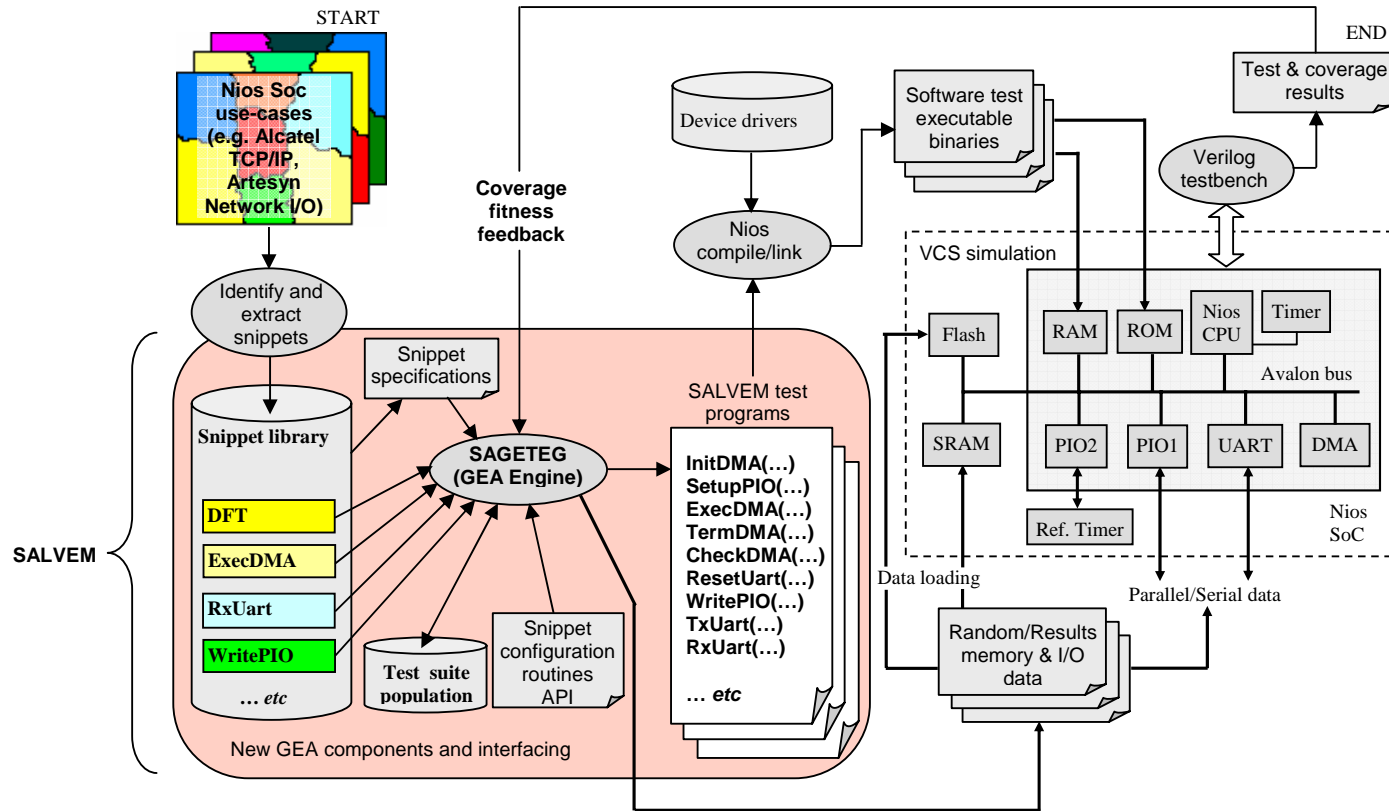 START
END
Nios Soc
use-cases
(e.g. Alcatel
TCP/IP,
Artesyn
Network I/O)
Coverage
fitness
feedback
Device drivers
Software test
executable
binaries
Test & coverage
results
Verilog
testbench
Nios
compile/link
Identify and
extract
snippets
VCS simulation
Flash
RAM
ROM
Nios
CPU
Timer
Avalon bus
SRAM
PIO2
PIO1
UART
DMA
Ref. Timer
Nios
SoC
SALVEM
Snippet library
DFT
ExecDMA
RxUart
WritePIO
... etc
Snippet
specifications
SAGETEG
(GEA Engine)
Test suite
population
Snippet
configuration
routines
API
New GEA components and interfacing
SALVEM test
programs
InitDMA(…)
SetupPIO(…)
ExecDMA(…)
TermDMA(…)
CheckDMA(…)
ResetUart(…)
WritePIO(…)
TxUart(…)
RxUart(…)
... etc
Data loading
Parallel/Serial data
Random/Results
memory & I/O
data